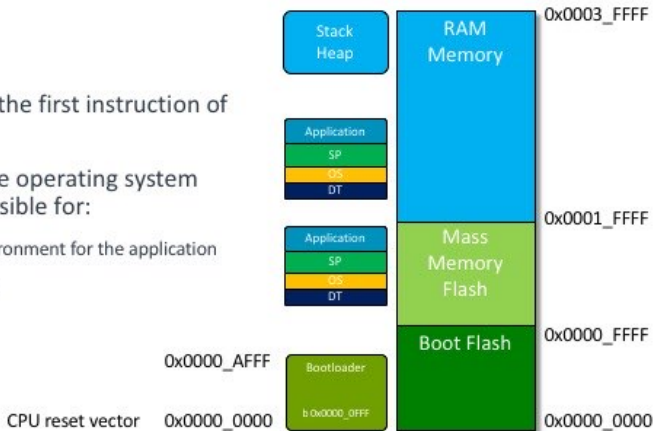 the first instruction of
e operating system
sible for:
ronment for the application
Stack
Heap
RAM
Memory
0x0003_FFFF
Application
SP
OS
DT
0x0001_FFFF
Application
SP
OS
DT
Mass
Memory
Flash
0x0000_FFFF
Boot Flash
0x0000_AFFF
Bootloader
b 0x0000_0FFF
CPU reset vector 0x0000_0000
0x0000_0000